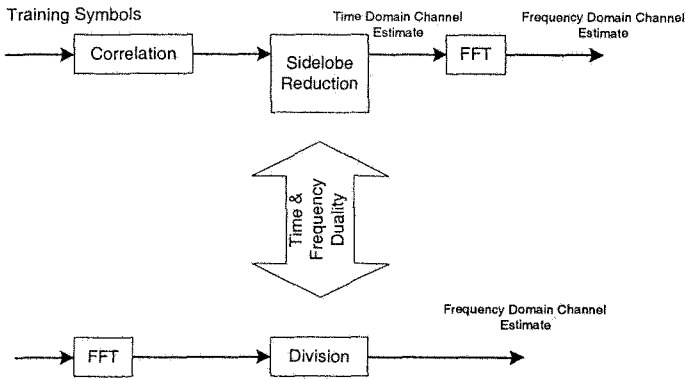 Training Symbols
Time Domain Channel
Estimate
Frequency Domain Channel
Estimate
Correlation
Sidelobe
Reduction
FFT
Time &
Frequency
Duality
Frequency Domain Channel
Estimate
FFT
Division